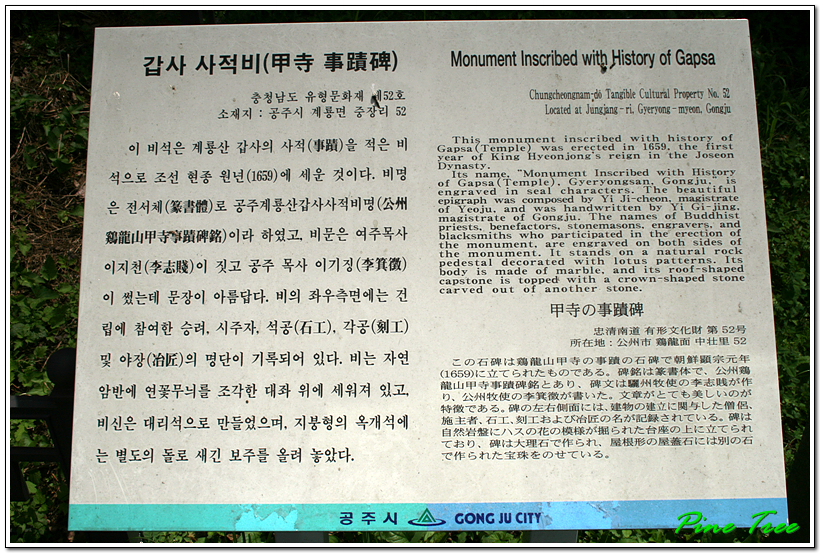 갑사 사적비(甲寺 事蹟碑)
충청남도 유형문화재 제52호
소재지 : 공주시 계룡면 중장리 52
이 비석은 계룡산 갑사의 사적(事蹟)을 적은 비
석으로 조선 현종 원년(1659)에 세운 것이다. 비명
은 전서체(篆書體)로 공주계룡산갑사사적비명(公州
鷄龍山甲寺事蹟碑銘)이라 하였고, 비문은 여주목사
이지천(李志賤)이 짓고 공주 목사 이기징(李箕徵)
이 썼는데 문장이 아름답다. 비의 좌우측면에는 건
립에 참여한 승려, 시주자, 석공(石工), 각공(刻工)
및 야장(冶匠)의 명단이 기록되어 있다. 비는 자연
암반에 연꽃무늬를 조각한 대좌 위에 세워져 있고,
비신은 대리석으로 만들었으며, 지붕형의 옥개석에
는 별도의 돌로 새긴 보주를 올려 놓았다.
Monument Inscribed with History of Gapsa
Chungcheongnam-do Tangible Cultural Property No. 52
Located at Jungjang-ri, Gyeryong-myeon, Gongju
This monument inscribed with history of
Gapsa(Temple) was erected in 1659, the first
year of King Hyeonjong's reign in the Joseon
Dynasty.
Its name, "Monument Inscribed with History
of Gapsa(Temple), Gyeryongsan, Gongju," is
engraved in seal characters. The beautiful
epigraph was composed by Yi Ji-cheon, magistrate
of Yeoju, and was handwritten by Yi Gi-jing,
magistrate of Gongju. The names of Buddhist
priests, benefactors, stonemasons, engravers, and
blacksmiths who participated in the erection of
the monument, are engraved on both sides of
the monument. It stands on a natural rock
pedestal decorated with lotus patterns. Its
body is made of marble, and its roof-shaped
capstone is topped with a crown-shaped stone
carved out of another stone.
甲寺の事蹟碑
忠清南道 有形文化財 第52号
所在地：公州市 鶏龍面 中壮里 52
この石碑は鶏龍山甲寺の事蹟の石碑で朝鮮顯宗元年
(1659)に立てられたものである。碑銘は篆書体で、公州鶏
龍山甲寺事蹟碑銘とあり、碑文は驪州牧使の李志賤が作
り、公州牧使の李箕徴が書いた。文章がとても美しいのが
特徴である。碑の左右側面には、建物の建立に関与した僧侶、
施主者、石工、刻工および冶匠の名が記録されている。碑は
自然岩盤にハスの花の模様が掘られた台座の上に立てられ
ており、碑は大理石で作られ、屋根形の屋蓋石には別の石
で作られた宝珠をのせている。
공주시 GONG JU CITY
Pine Tree